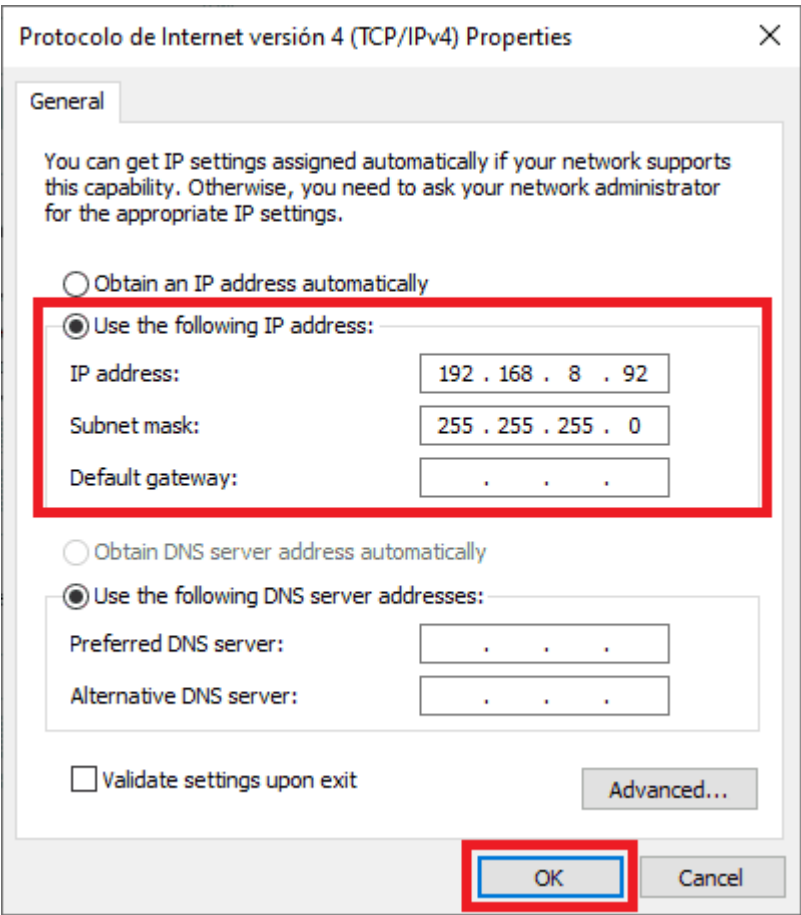 Protocolo de Internet versión 4 (TCP/IPv4) Properties
General
You can get IP settings assigned automatically if your network supports
this capability. Otherwise, you need to ask your network administrator
for the appropriate IP settings.
Obtain an IP address automatically
Use the following IP address:
IP address: 192 . 168 . 8 . 92
Subnet mask: 255 . 255 . 255 . 0
Default gateway: . . .
Obtain DNS server address automatically
Use the following DNS server addresses:
Preferred DNS server: . . .
Alternative DNS server: . . .
Validate settings upon exit
Advanced...
OK Cancel